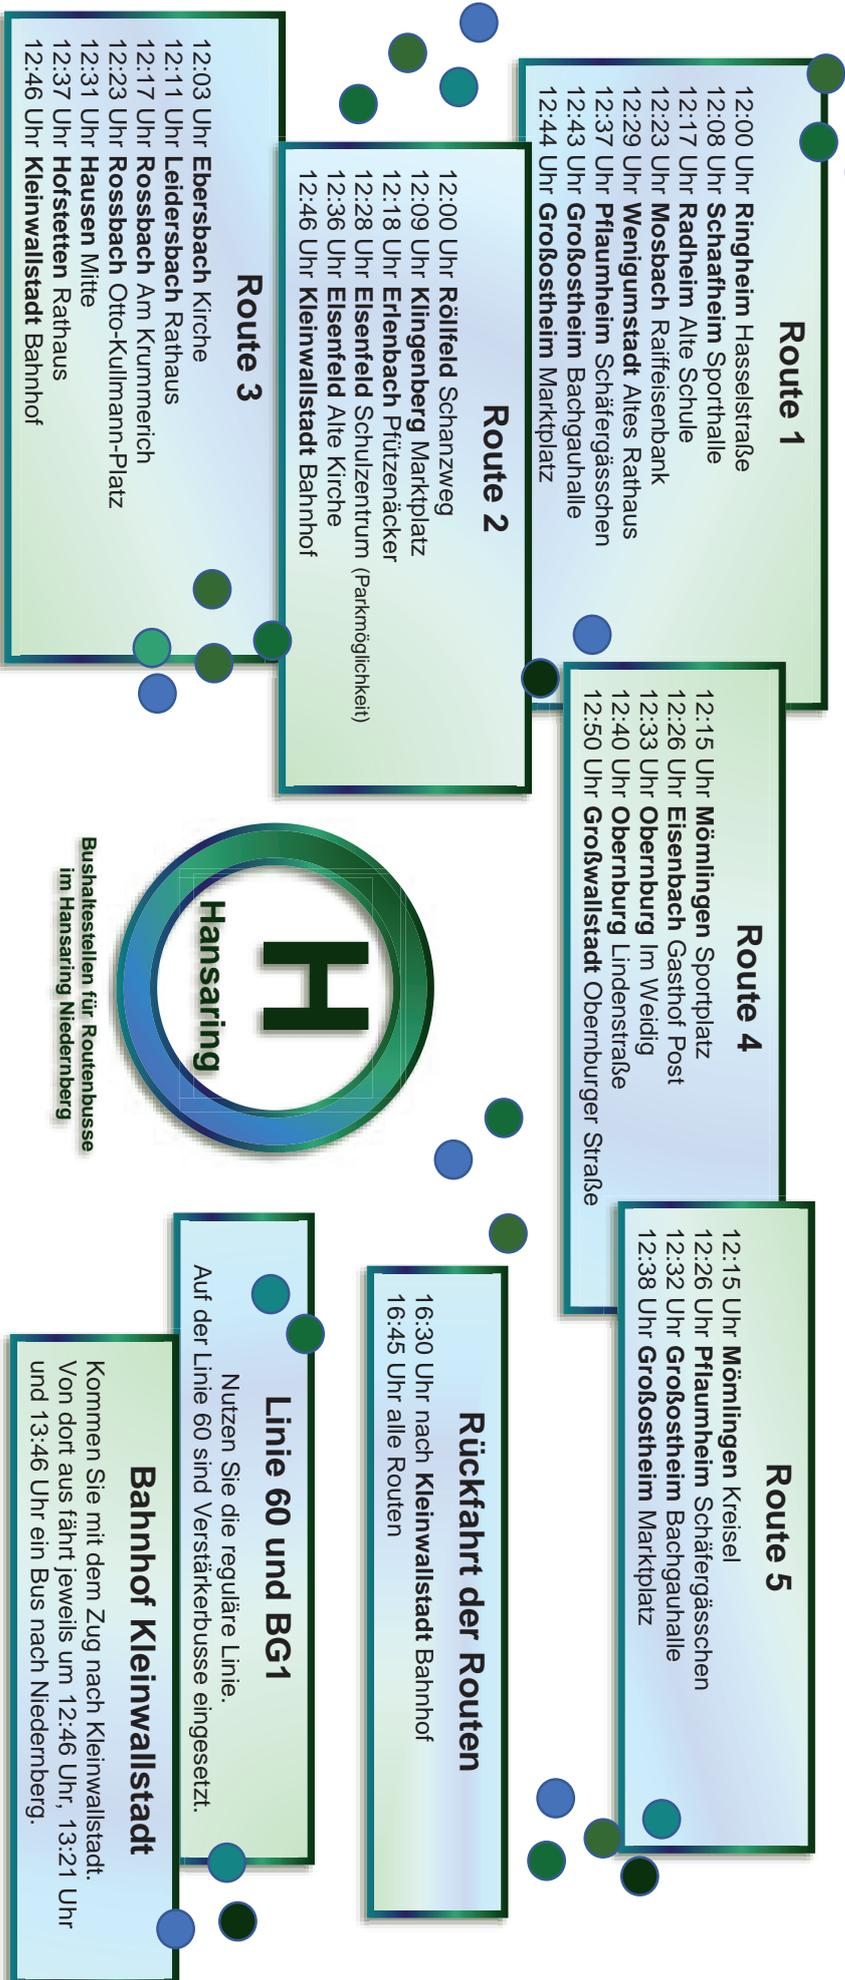 Route 1
12:00 Uhr Ringheim Hasselstraße
12:08 Uhr Schaafheim Sporthalle
12:17 Uhr Radheim Alte Schule
12:23 Uhr Mosbach Raiffeisenbank
12:29 Uhr Wenigumstadt Altes Rathaus
12:37 Uhr Pflaumheim Schäfergässchen
12:43 Uhr Großostheim Bachgauhalle
12:44 Uhr Großostheim Marktplatz
Route 2
12:00 Uhr Röllfeld Schanzweg
12:09 Uhr Klingenberg Marktplatz
12:18 Uhr Erlenbach Pfützenäcker
12:28 Uhr Elsenfeld Schulzentrum (Parkmöglichkeit)
12:36 Uhr Elsenfeld Alte Kirche
12:46 Uhr Kleinwallstadt Bahnhof
Route 3
12:03 Uhr Ebersbach Kirche
12:11 Uhr Leidersbach Rathaus
12:17 Uhr Rossbach Am Krummerich
12:23 Uhr Rossbach Otto-Kullmann-Platz
12:31 Uhr Hausen Mitte
12:37 Uhr Hofstetten Rathaus
12:46 Uhr Kleinwallstadt Bahnhof
Route 4
12:15 Uhr Mömlingen Sportplatz
12:26 Uhr Eisenbach Gasthof Post
12:33 Uhr Obernburg Im Weidig
12:40 Uhr Obernburg Lindenstraße
12:50 Uhr Großwallstadt Obernburger Straße
H
Hansaring
Bushaltestellen für Routenbusse
im Hansaring Niedernberg
Route 5
12:15 Uhr Mömlingen Kreisel
12:26 Uhr Pflaumheim Schäfergässchen
12:32 Uhr Großostheim Bachgauhalle
12:38 Uhr Großostheim Marktplatz
Rückfahrt der Routen
16:30 Uhr nach Kleinwallstadt Bahnhof
16:45 Uhr alle Routen
Linie 60 und BG1
Nutzen Sie die reguläre Linie.
Auf der Linie 60 sind Verstärkerbusse eingesetzt.
Bahnhof Kleinwallstadt
Kommen Sie mit dem Zug nach Kleinwallstadt.
Von dort aus fährt jeweils um 12:46 Uhr, 13:21 Uhr
und 13:46 Uhr ein Bus nach Niedernberg.